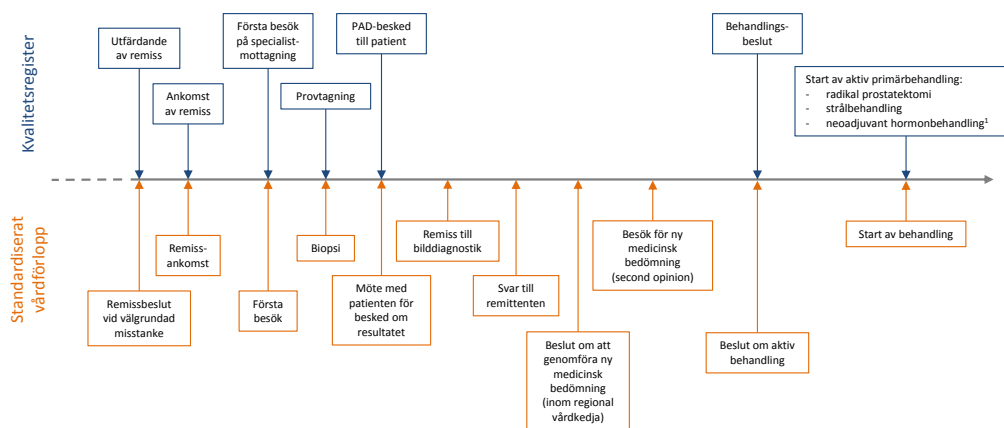 Kvalitetsregister
Utfärdande
av remiss
Ankomst
av remiss
Första besök
på specialist-
mottagning
Provtagning
PAD-besked
till patient
Behandlings-
beslut
Start av aktiv primärbehandling:
- radikal prostatektomi
- strålbehandling
- neoadjuvant hormonbehandling¹
Standardiserat
vårdförlopp
Remissbeslut
vid välgrundad
misstanke
Remiss-
ankomst
Första
besök
Biopsi
Möte med
patienten för
besked om
resultatet
Remiss till
bilddiagnostik
Svar till
remittenten
Beslut om att
genomföra ny
medicinsk
bedömning
(inom regional
vårdkedja)
Besök för ny
medicinsk
bedömning
(second opinion)
Beslut om aktiv
behandling
Start av behandling